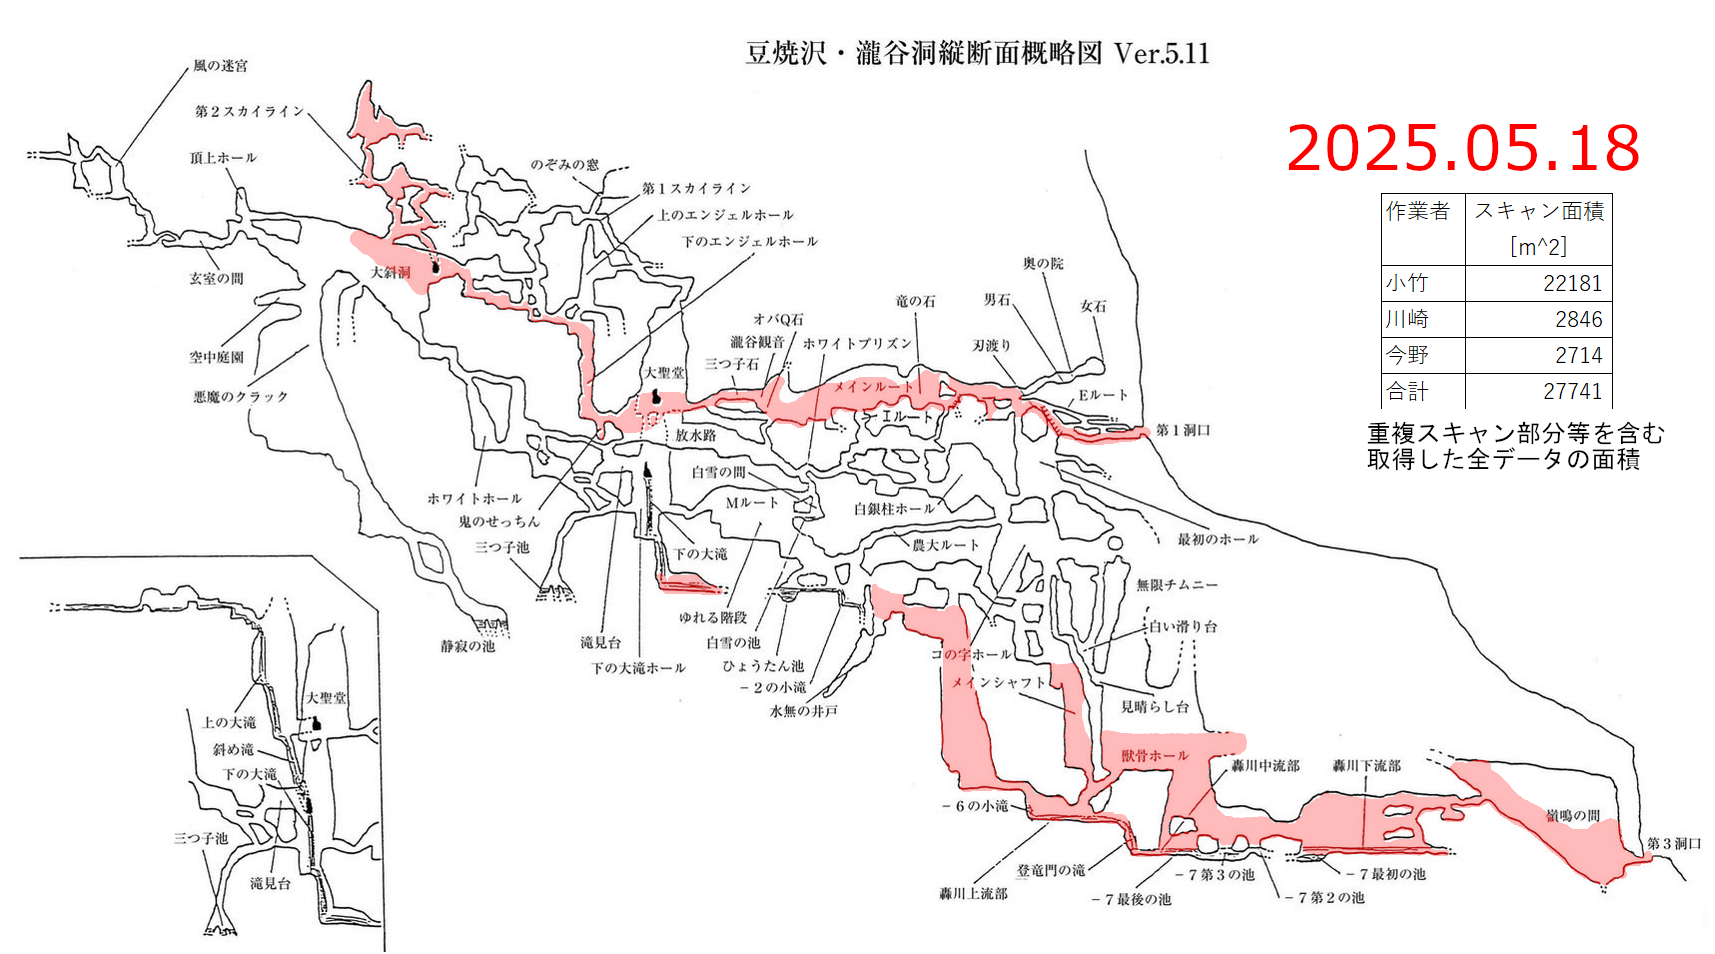 豆焼沢・瀧谷洞縦断面概略図 Ver.5.11
2025.05.18
作業者 スキャン面積
[m^2]
小竹 22181
川崎 2846
今野 2714
合計 27741
重複スキャン部分等を含む
取得した全データの面積
風の迷宮
第2スカイライン
頂上ホール
のぞみの窓
第1スカイライン
上のエンジェルホール
下のエンジェルホール
玄室の間
大斜洞
奥の院
竜の石
男石
女石
オバQ石
瀧谷観音
ホワイトプリズン
刃渡り
空中庭園
三つ子石
大聖堂
メインルート
悪魔のクラック
Eルート
Iルート
第1洞口
放水路
白雪の間
ホワイトホール
Mルート
白銀柱ホール
鬼のせっちん
最初のホール
三つ子池
下の大滝
農大ルート
無限チムニー
ゆれる階段
白い滑り台
静寂の池
滝見台
白雪の池
コの字ホール
下の大滝ホール
ひょうたん池
−2の小滝
メインシャフト
水無の井戸
見晴らし台
大聖堂
上の大滝
斜め滝
下の大滝
三つ子池
滝見台
獣骨ホール
轟川中流部
轟川下流部
−6の小滝
嶺鳴の間
第3洞口
登竜門の滝
−7第3の池
−7最初の池
轟川上流部
−7最後の池
−7第2の池